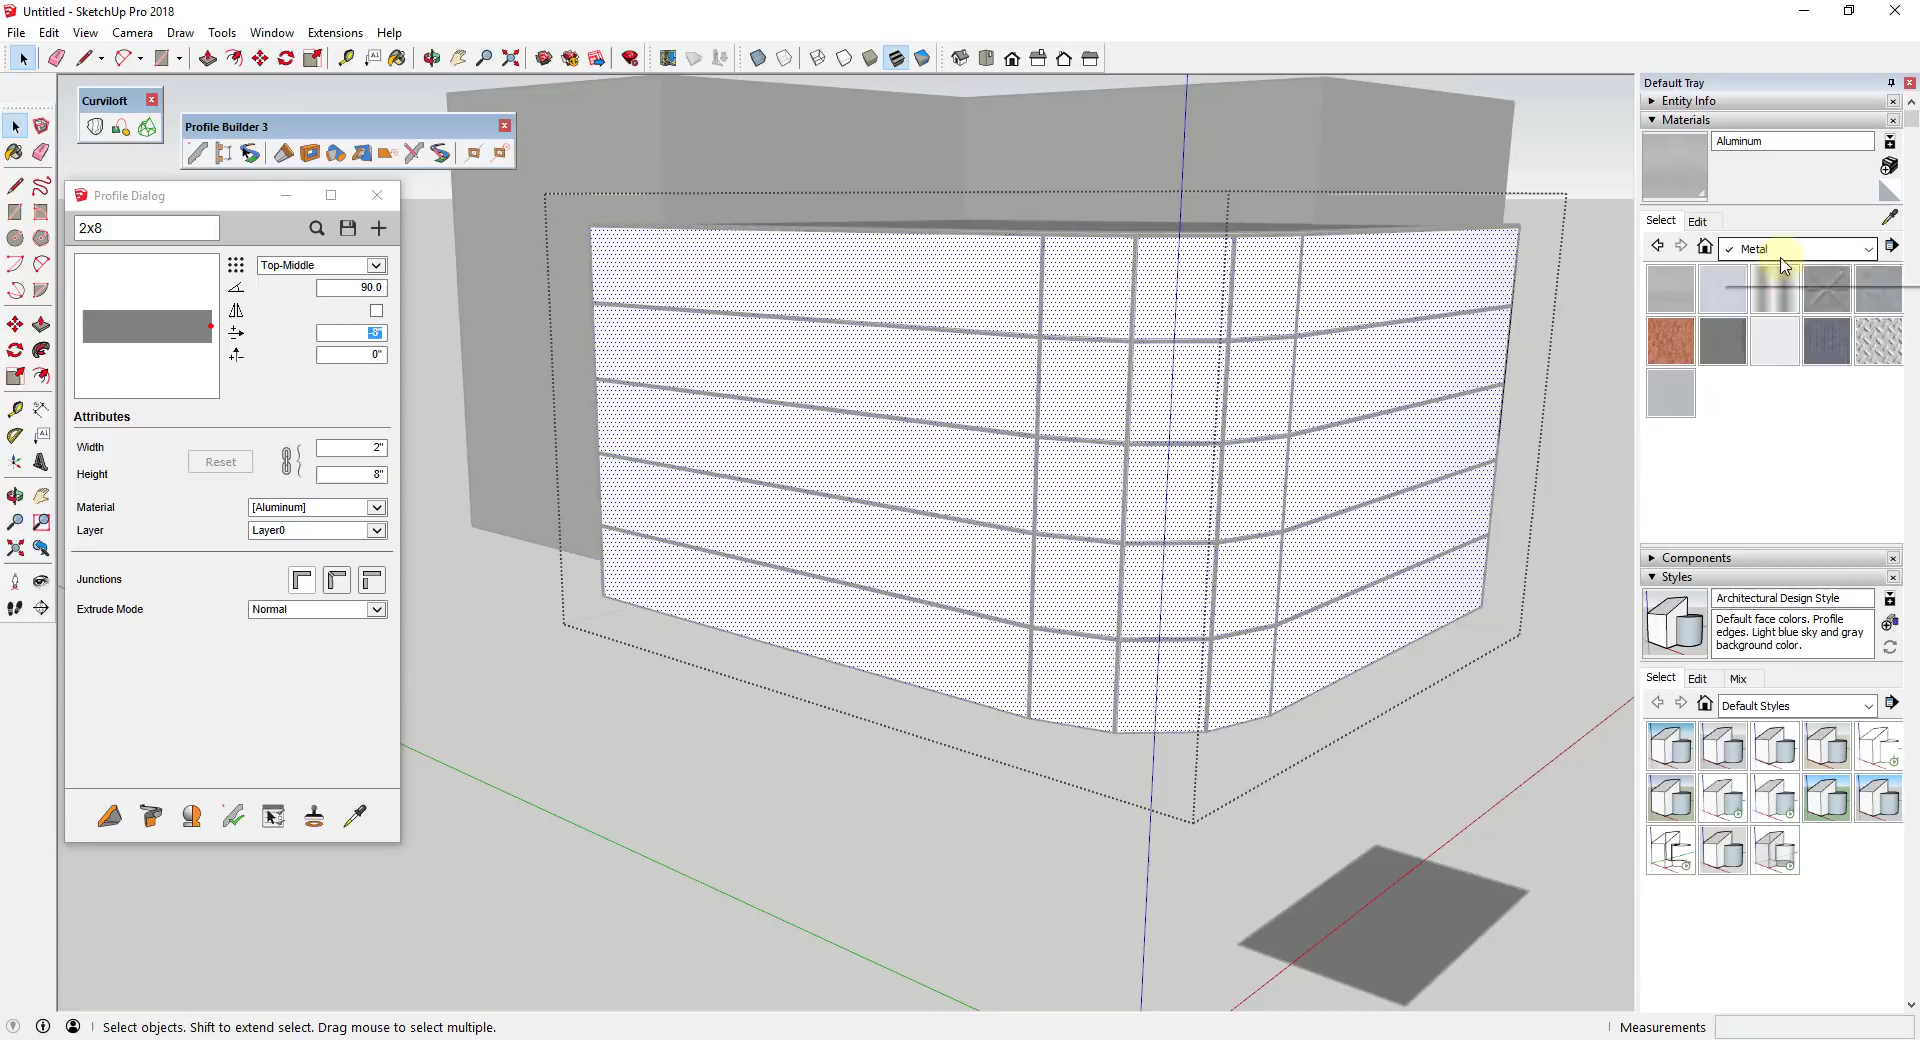 Untitled - SketchUp Pro 2018
File Edit View Camera Draw Tools Window Extensions Help
Default Tray
Entity Info
Materials
Aluminum
Select Edit
Metal
Components
Styles
Architectural Design Style
Default face colors. Profile
edges. Light blue sky and gray
background color.
Select Edit Mix
Default Styles
Curviloft
Profile Builder 3
Profile Dialog
2x8
Top-Middle
90.0
-8"
0"
Attributes
Width 2"
Reset
Height 8"
Material [Aluminum]
Layer Layer0
Junctions
Extrude Mode Normal
Select objects. Shift to extend select. Drag mouse to select multiple.
Measurements